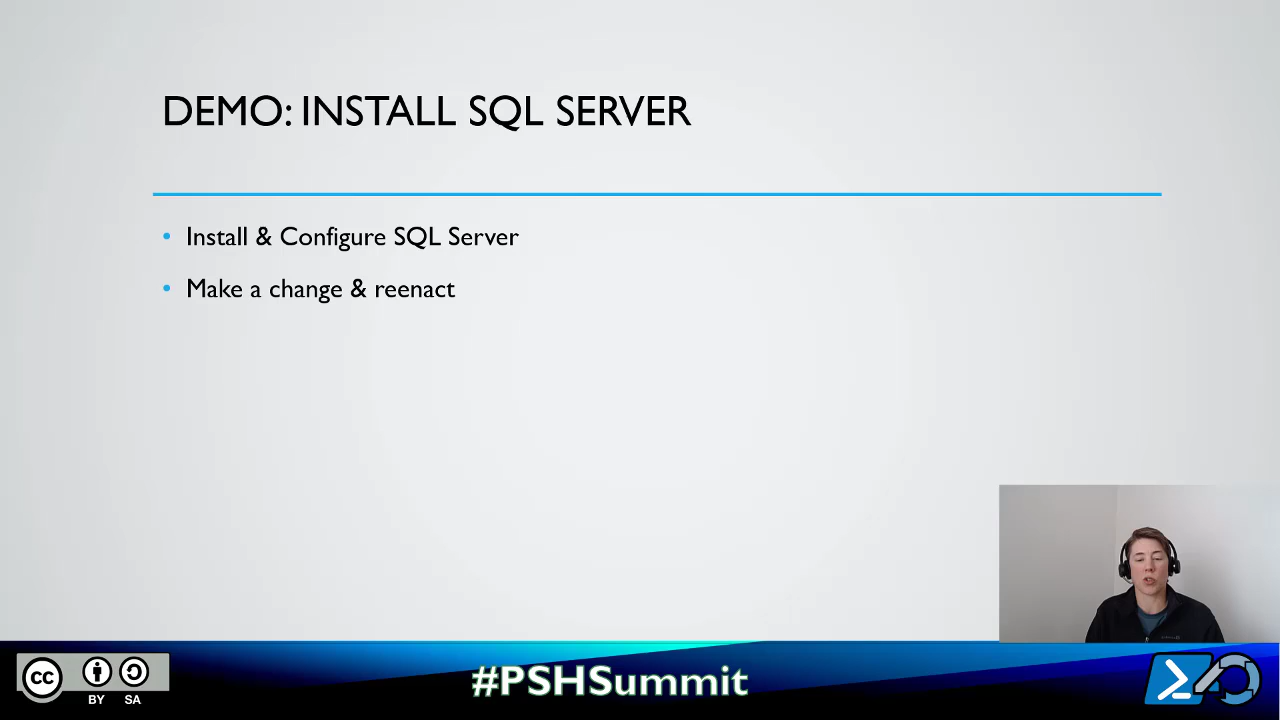 DEMO: INSTALL SQL SERVER
• Install & Configure SQL Server
• Make a change & reenact
cc
BY SA
#PSHSummit